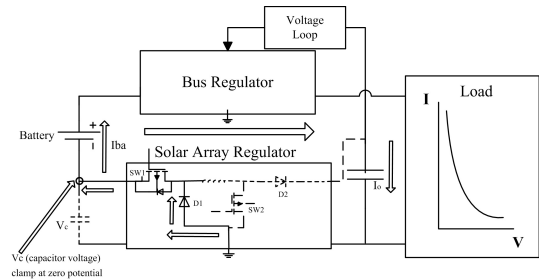 Voltage
Loop
Bus Regulator
Load
I
Battery
+
Iba
Solar Array Regulator
SW1
D2
I₀
D1
SW2
Vc
V
Vc (capacitor voltage)
clamp at zero potential